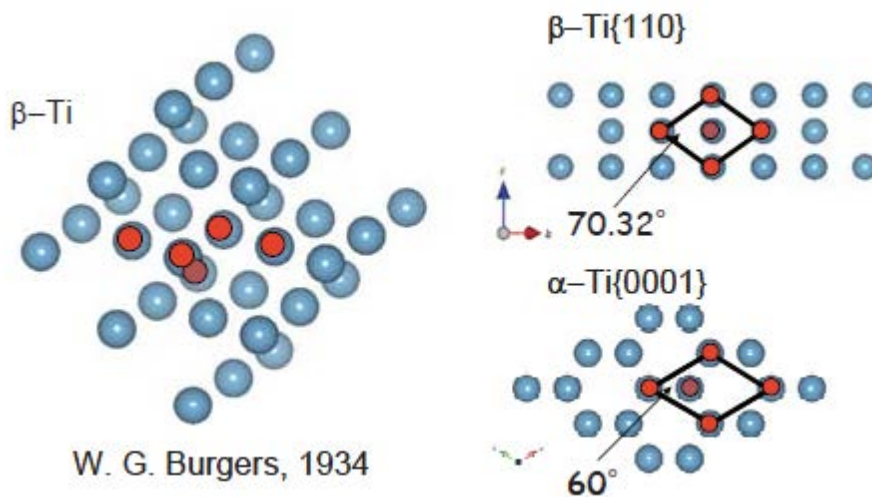 β–Ti
W. G. Burgers, 1934
β–Ti{110}
70.32°
α–Ti{0001}
60°